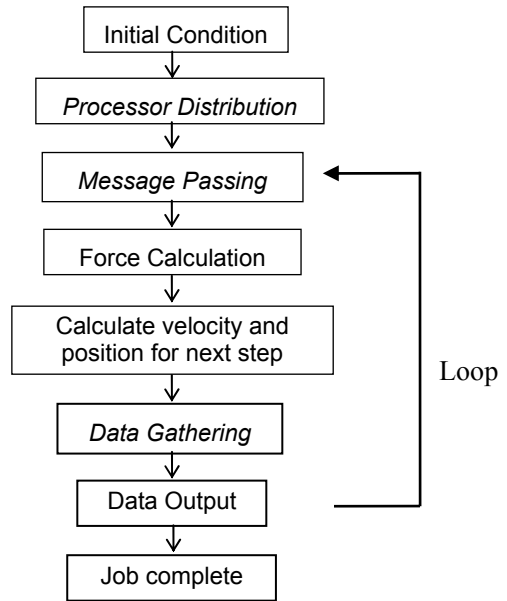 Initial Condition
Processor Distribution
Message Passing
Force Calculation
Calculate velocity and
position for next step
Loop
Data Gathering
Data Output
Job complete